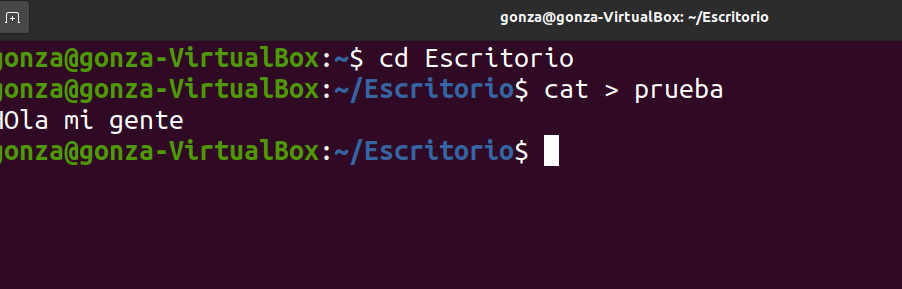 gonza@gonza-VirtualBox: ~/Escritorio
gonza@gonza-VirtualBox:~$ cd Escritorio
gonza@gonza-VirtualBox:~/Escritorio$ cat > prueba
HOla mi gente
gonza@gonza-VirtualBox:~/Escritorio$